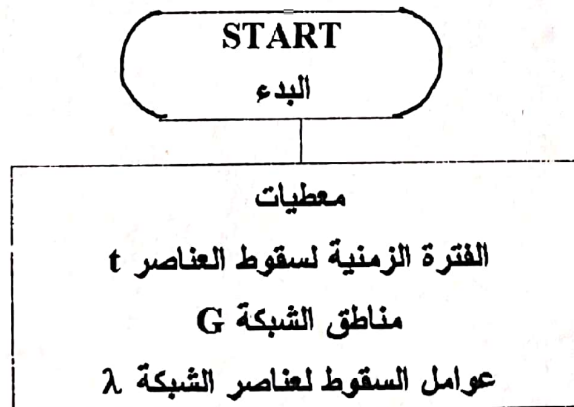 START
البدء
معطيات
الفترة الزمنية لسقوط العناصر t
مناطق الشبكة G
عوامل السقوط لعناصر الشبكة λ